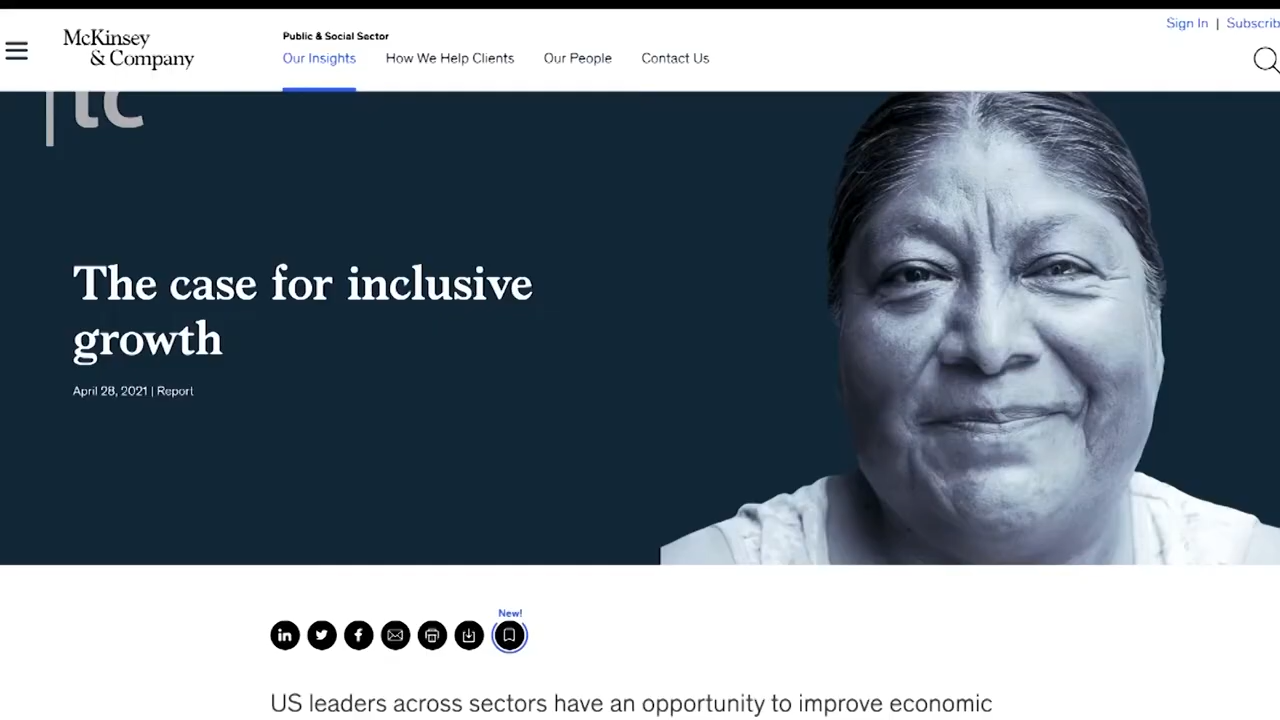 McKinsey
& Company
Public & Social Sector
Our Insights How We Help Clients Our People Contact Us
Sign In | Subscrib
The case for inclusive
growth
April 28, 2021 | Report
New!
US leaders across sectors have an opportunity to improve economic